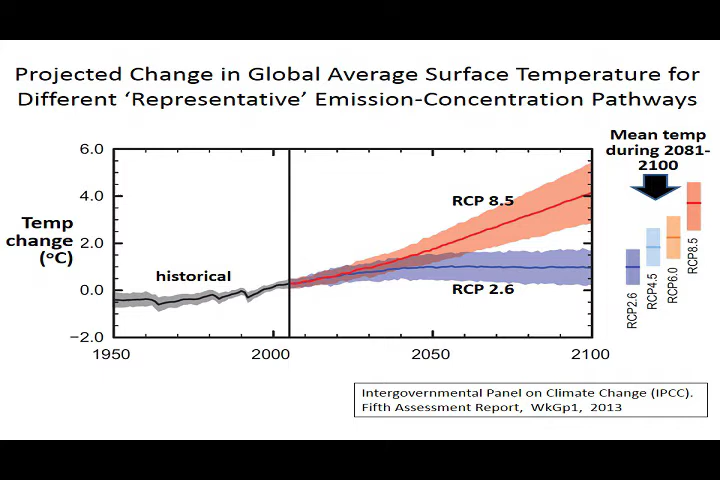 Projected Change in Global Average Surface Temperature for
Different ‘Representative’ Emission-Concentration Pathways
Mean temp
during 2081-
2100
6.0
4.0
2.0
0.0
−2.0
Temp
change
(ºC)
RCP 8.5
historical
RCP 2.6
1950
2000
2050
2100
RCP2.6
RCP4.5
RCP6.0
RCP8.5
Intergovernmental Panel on Climate Change (IPCC).
Fifth Assessment Report, WkGp1, 2013